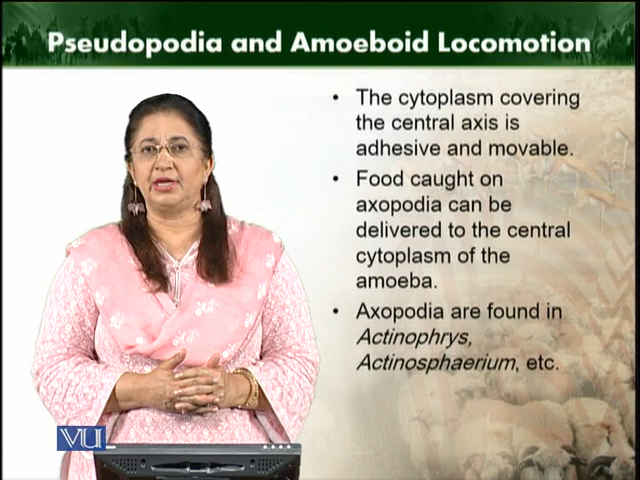 Pseudopodia and Amoeboid Locomotion
• The cytoplasm covering
the central axis is
adhesive and movable.
• Food caught on
axopodia can be
delivered to the central
cytoplasm of the
amoeba.
• Axopodia are found in
Actinophrys,
Actinosphaerium, etc.
VU